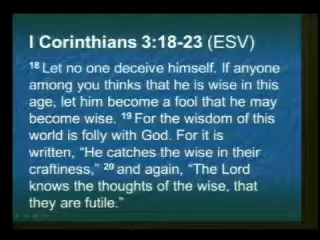 I Corinthians 3:18-23 (ESV)
18 Let no one deceive himself. If anyone
among you thinks that he is wise in this
age, let him become a fool that he may
become wise. 19 For the wisdom of this
world is folly with God. For it is
written, “He catches the wise in their
craftiness,” 20 and again, “The Lord
knows the thoughts of the wise, that
they are futile.”